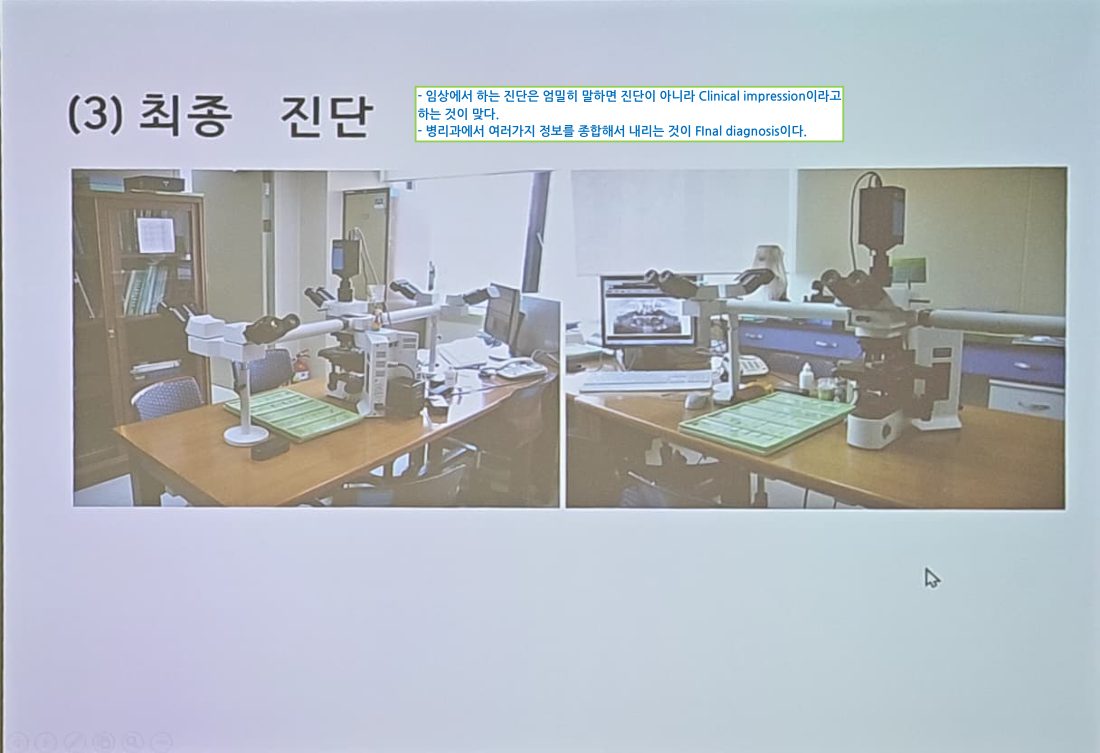 (3) 최종 진단
- 임상에서 하는 진단은 엄밀히 말하면 진단이 아니라 Clinical impression이라고
하는 것이 맞다.
- 병리과에서 여러가지 정보를 종합해서 내리는 것이 FInal diagnosis이다.